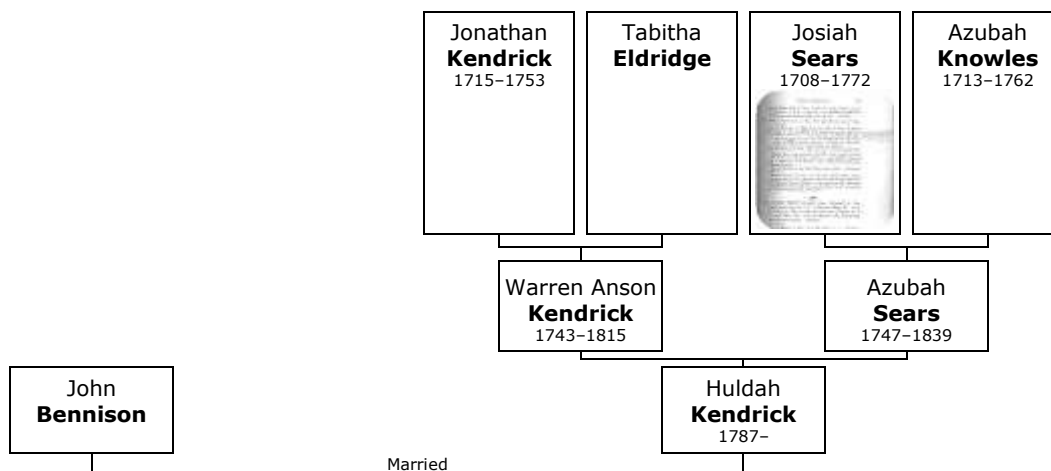 Jonathan
Kendrick
1715–1753
Tabitha
Eldridge
Josiah
Sears
1708–1772
Azubah
Knowles
1713–1762
Warren Anson
Kendrick
1743–1815
Azubah
Sears
1747–1839
John
Bennison
Huldah
Kendrick
1787–
Married